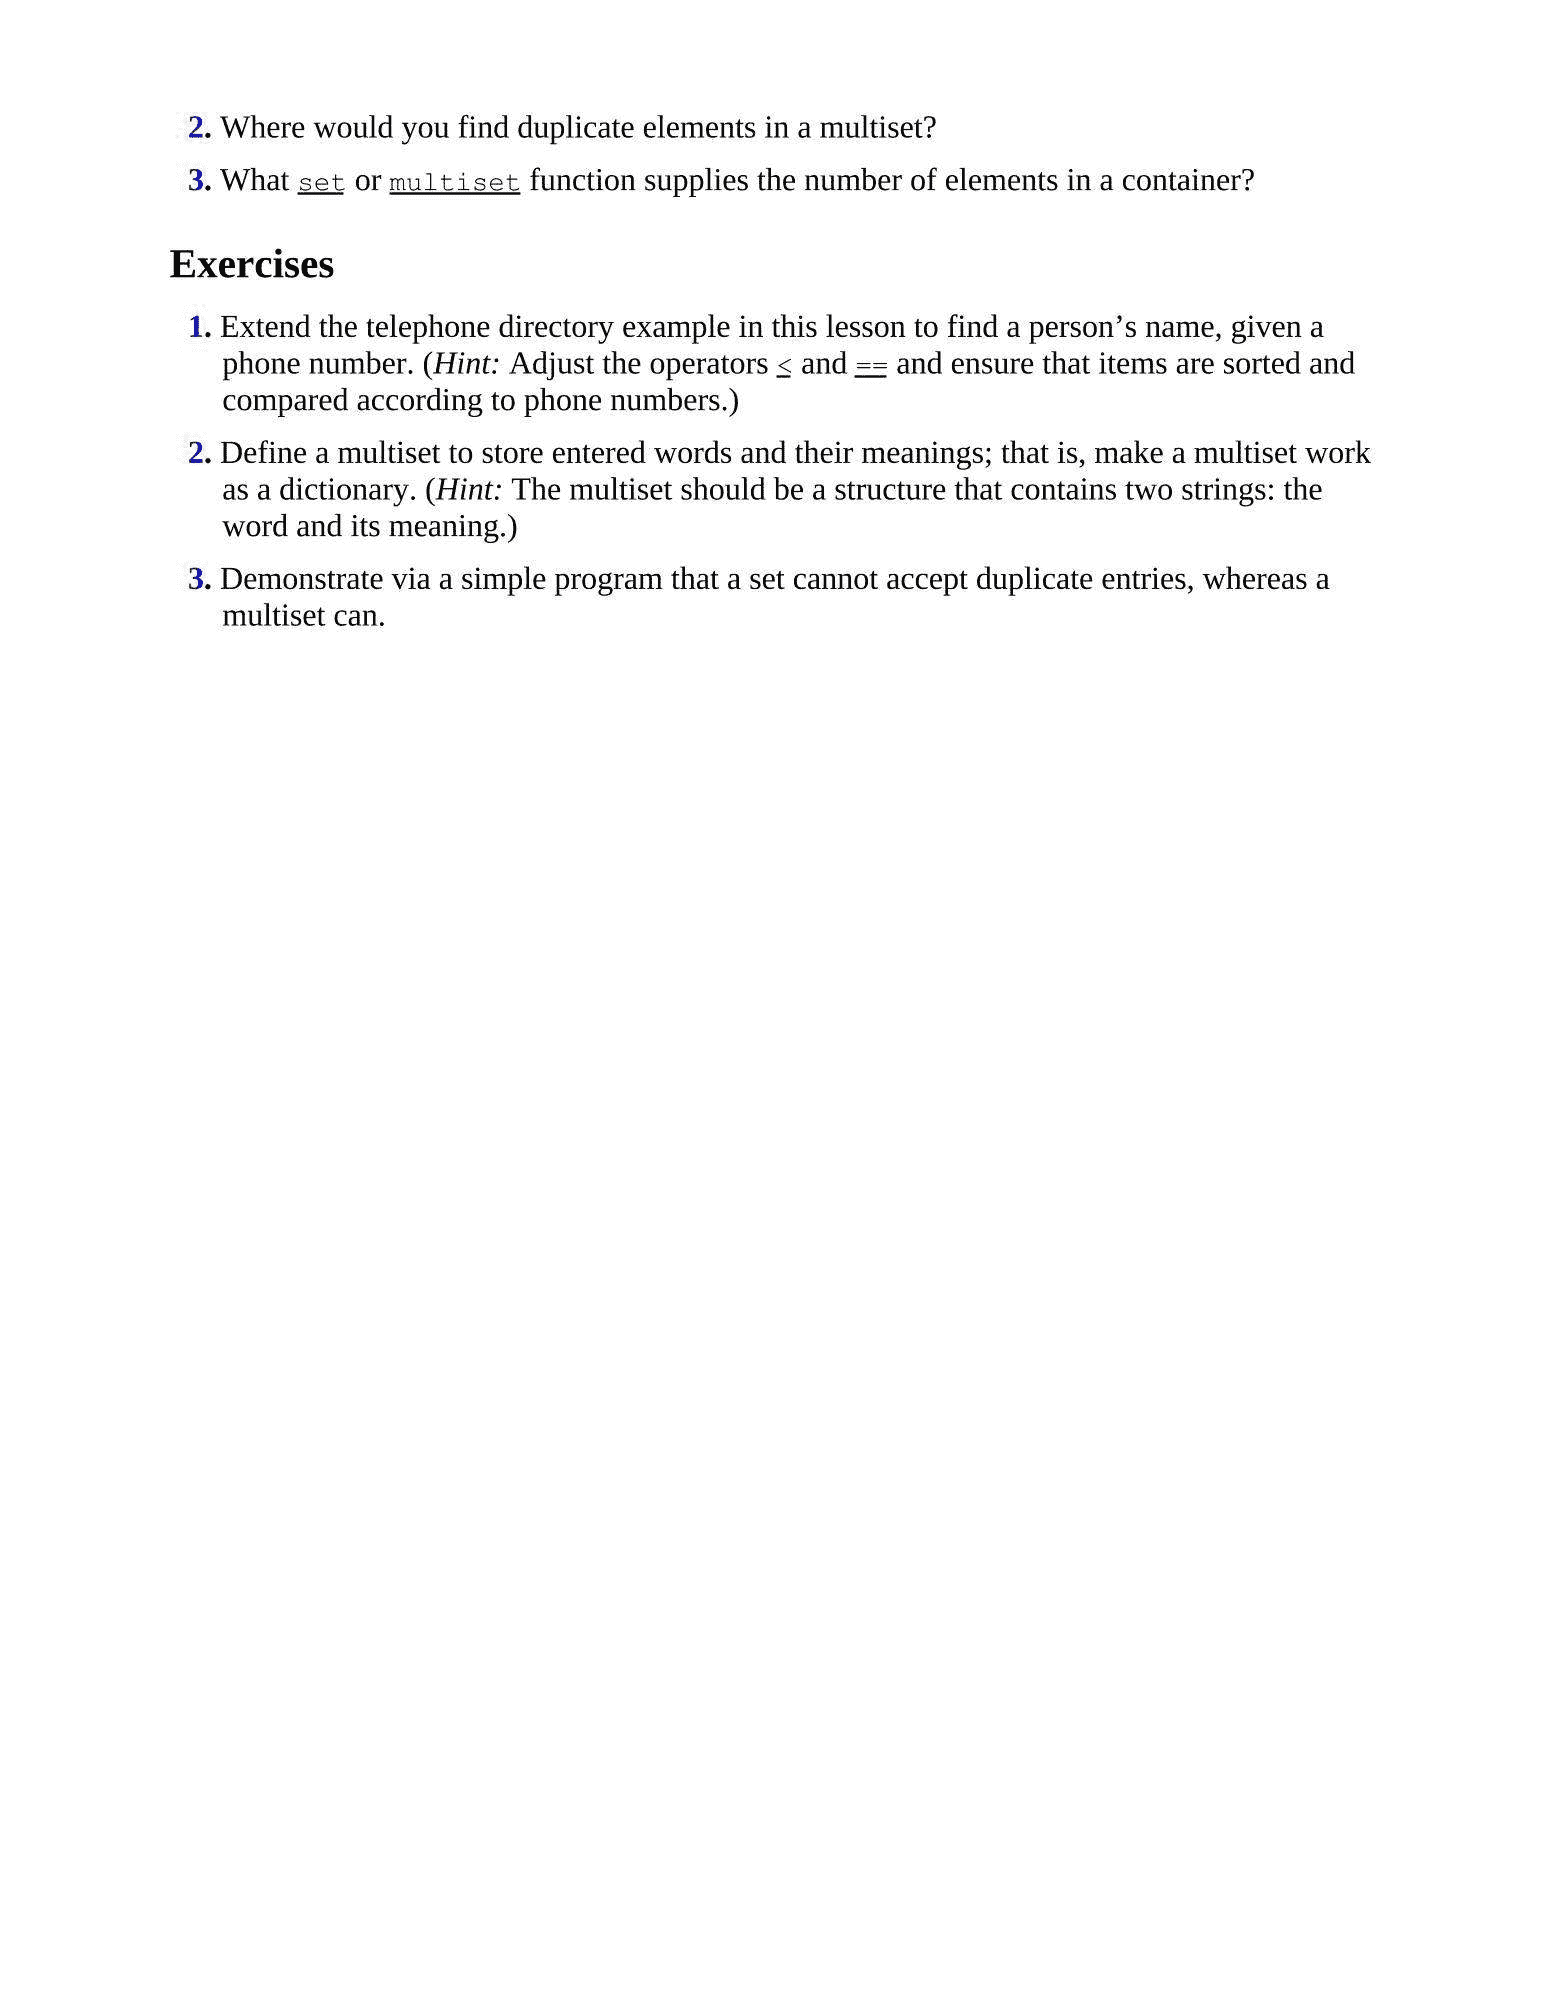 2. Where would you find duplicate elements in a multiset?
3. What set or multiset function supplies the number of elements in a container?
Exercises
1. Extend the telephone directory example in this lesson to find a person’s name, given a
phone number. (Hint: Adjust the operators < and == and ensure that items are sorted and
compared according to phone numbers.)
2. Define a multiset to store entered words and their meanings; that is, make a multiset work
as a dictionary. (Hint: The multiset should be a structure that contains two strings: the
word and its meaning.)
3. Demonstrate via a simple program that a set cannot accept duplicate entries, whereas a
multiset can.